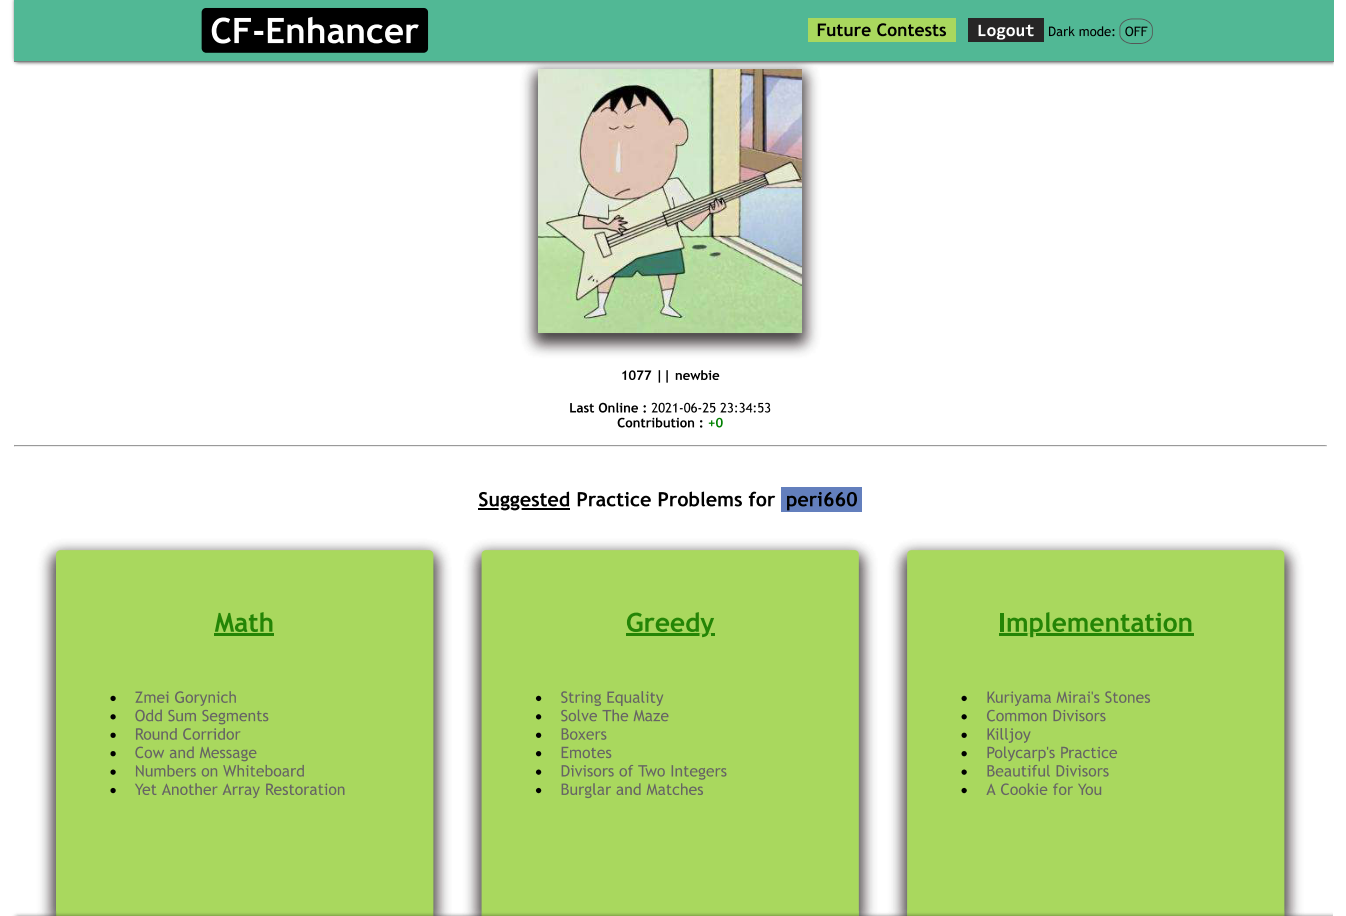 CF-Enhancer
Future Contests Logout Dark mode: OFF
1077 || newbie
Last Online : 2021-06-25 23:34:53
Contribution : +0
Suggested Practice Problems for peri660
Math
Zmei Gorynich
Odd Sum Segments
Round Corridor
Cow and Message
Numbers on Whiteboard
Yet Another Array Restoration
Greedy
String Equality
Solve The Maze
Boxers
Emotes
Divisors of Two Integers
Burglar and Matches
Implementation
Kuriyama Mirai's Stones
Common Divisors
Killjoy
Polycarp's Practice
Beautiful Divisors
A Cookie for You